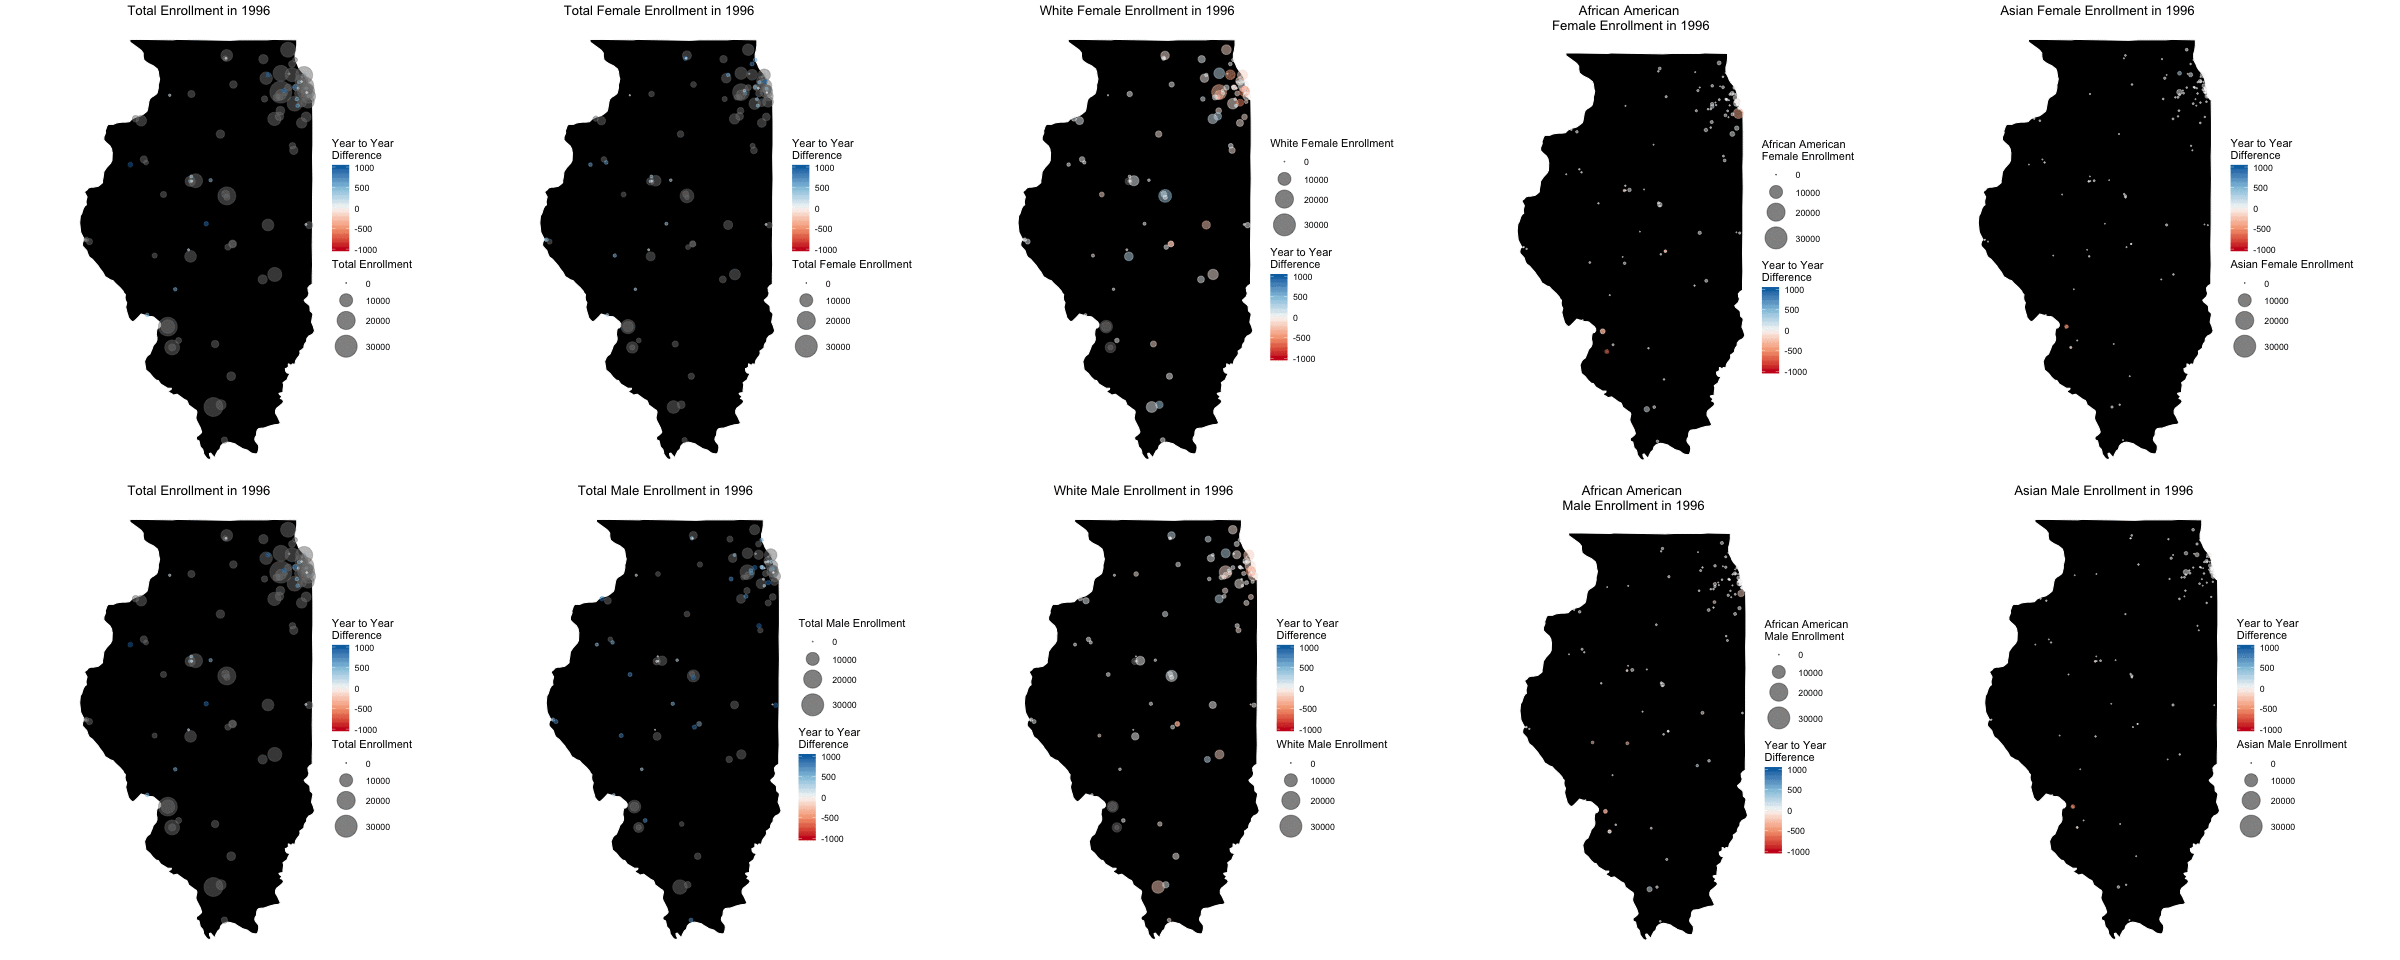 Total Enrollment in 1996
Year to Year
Difference
1000
500
0
-500
-1000
Total Enrollment
0
10000
20000
30000
Total Female Enrollment in 1996
Year to Year
Difference
1000
500
0
-500
-1000
Total Female Enrollment
0
10000
20000
30000
White Female Enrollment in 1996
White Female Enrollment
0
10000
20000
30000
Year to Year
Difference
1000
500
0
-500
-1000
African American
Female Enrollment in 1996
African American
Female Enrollment
0
10000
20000
30000
Year to Year
Difference
1000
500
0
-500
-1000
Asian Female Enrollment in 1996
Year to Year
Difference
1000
500
0
-500
-1000
Asian Female Enrollment
0
10000
20000
30000
Total Enrollment in 1996
Year to Year
Difference
1000
500
0
-500
-1000
Total Enrollment
0
10000
20000
30000
Total Male Enrollment in 1996
Total Male Enrollment
0
10000
20000
30000
Year to Year
Difference
1000
500
0
-500
-1000
White Male Enrollment in 1996
Year to Year
Difference
1000
500
0
-500
-1000
White Male Enrollment
0
10000
20000
30000
African American
Male Enrollment in 1996
African American
Male Enrollment
0
10000
20000
30000
Year to Year
Difference
1000
500
0
-500
-1000
Asian Male Enrollment in 1996
Year to Year
Difference
1000
500
0
-500
-1000
Asian Male Enrollment
0
10000
20000
30000